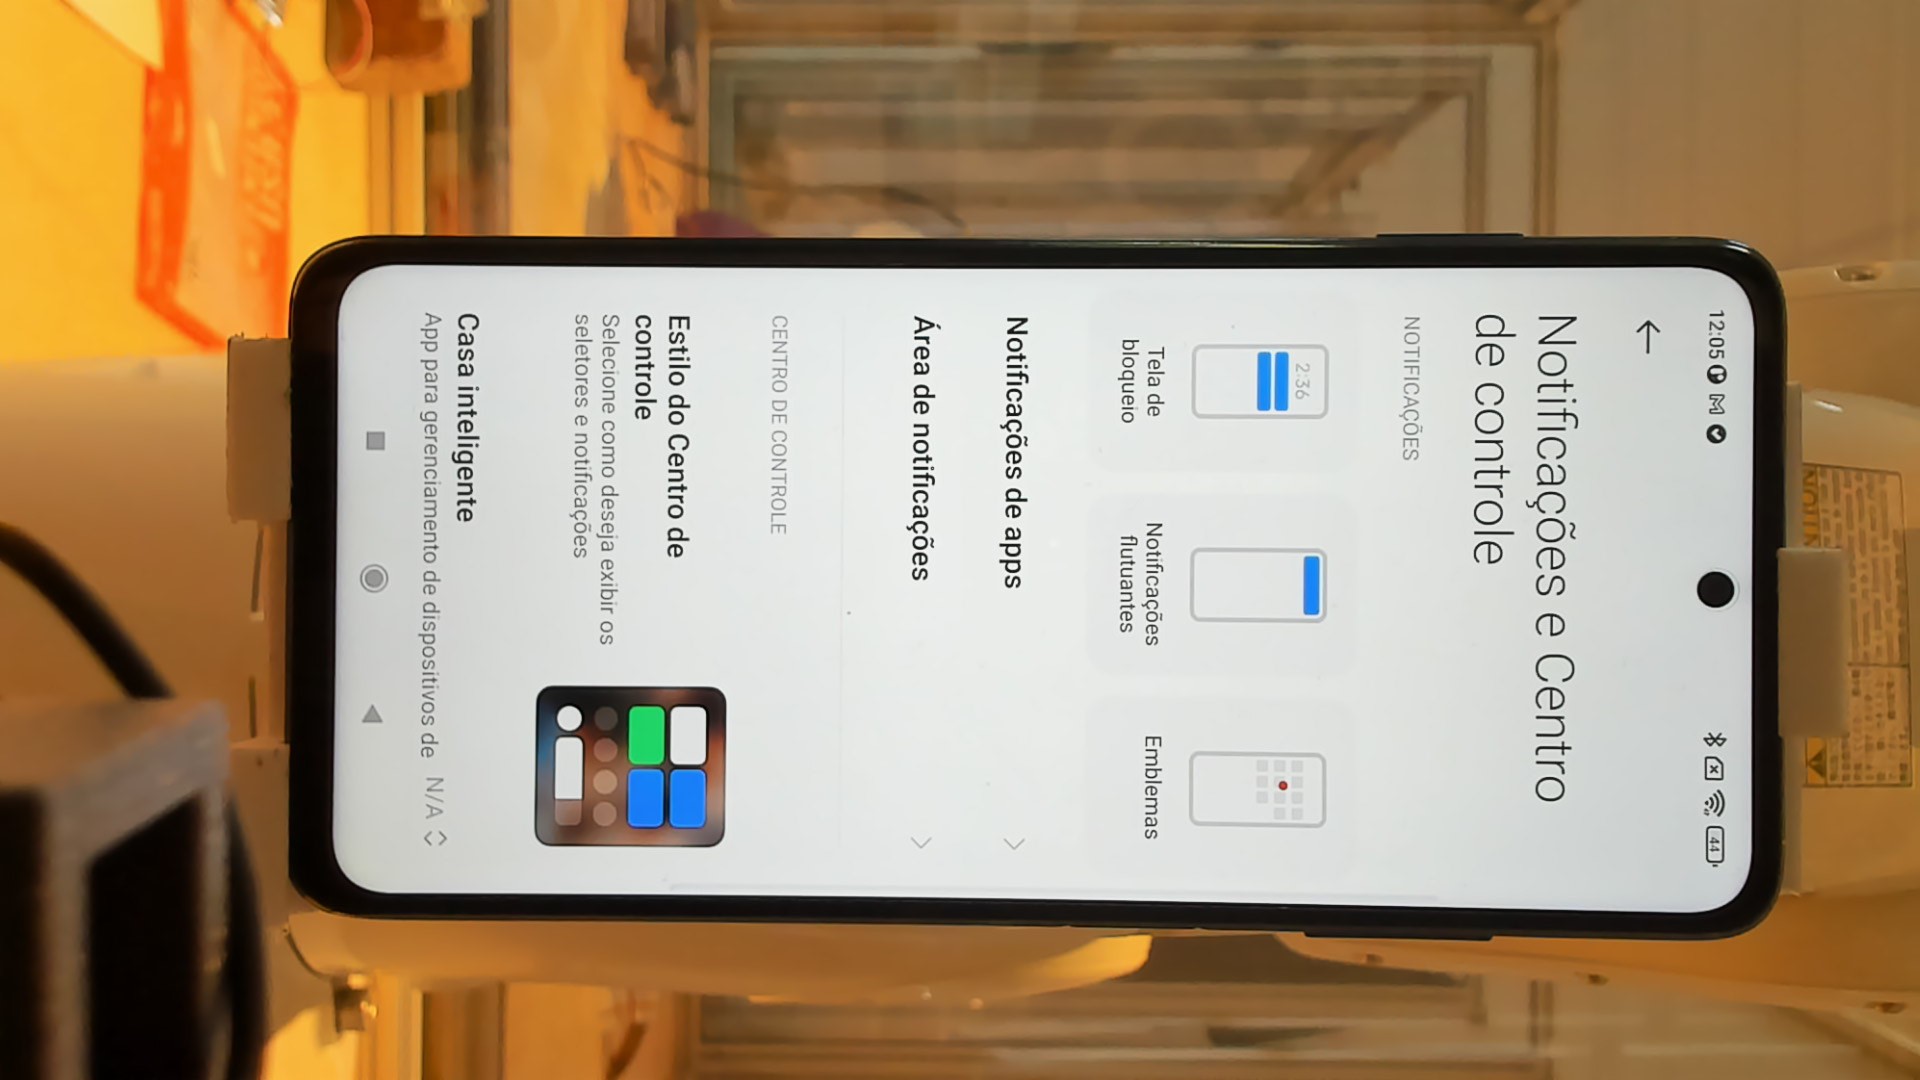 12:05
44
Notificações e Centro
de controle
NOTIFICAÇÕES
2:36
Tela de
bloqueio
Notificações
flutuantes
Emblemas
Notificações de apps
Área de notificações
CENTRO DE CONTROLE
Estilo do Centro de
controle
Selecione como deseja exibir os
seletores e notificações
Casa inteligente
App para gerenciamento de dispositivos de
N/A